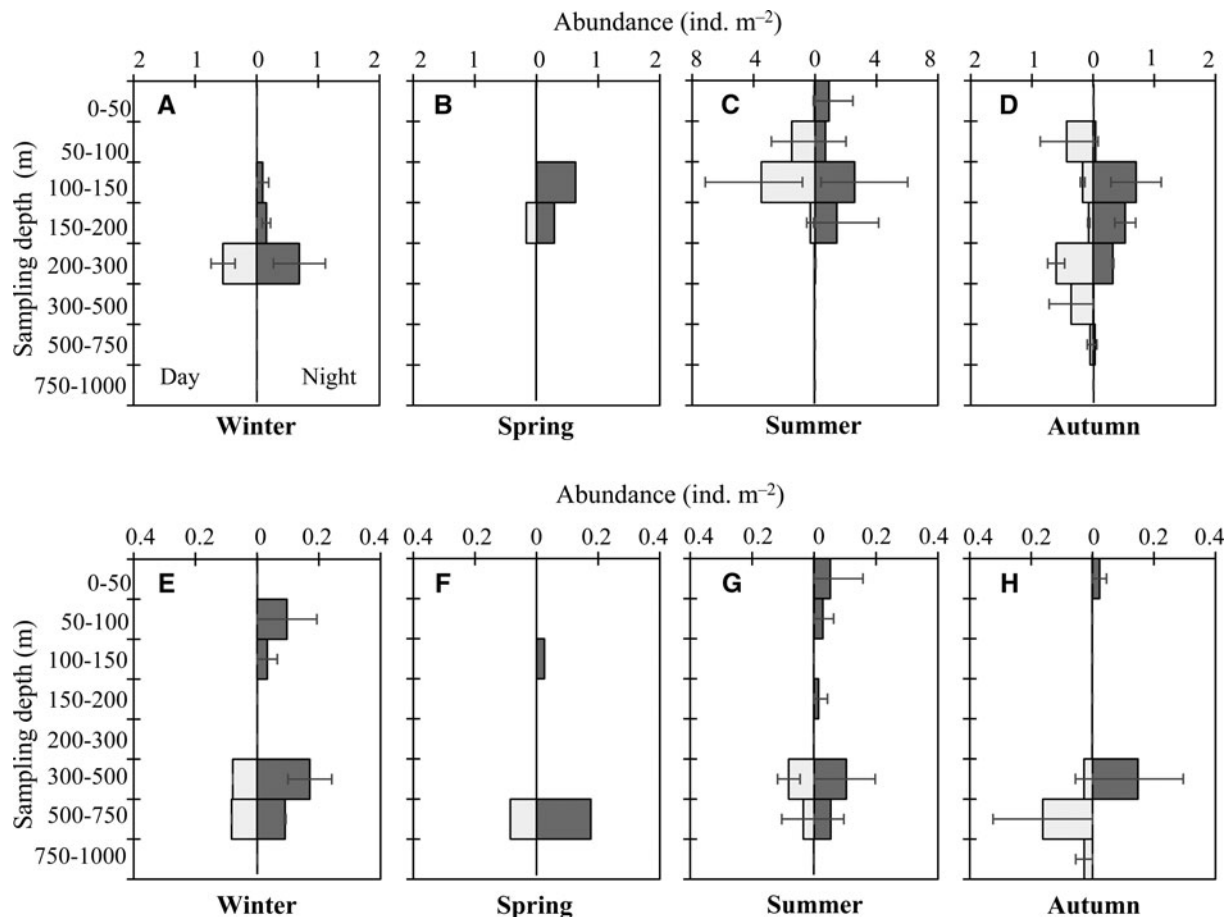 Abundance (ind. m–2)
2 1 0 1 2 2 1 0 1 2 8 4 0 4 8 2 1 0 1 2
A B C D
Sampling depth (m)
0-50
50-100
100-150
150-200
200-300
300-500
500-750
750-1000
Day Night
Winter Spring Summer Autumn
Abundance (ind. m–2)
0.4 0.2 0 0.2 0.4 0.4 0.2 0 0.2 0.4 0.4 0.2 0 0.2 0.4 0.4 0.2 0 0.2 0.4
E F G H
Sampling depth (m)
0-50
50-100
100-150
150-200
200-300
300-500
500-750
750-1000
Winter Spring Summer Autumn